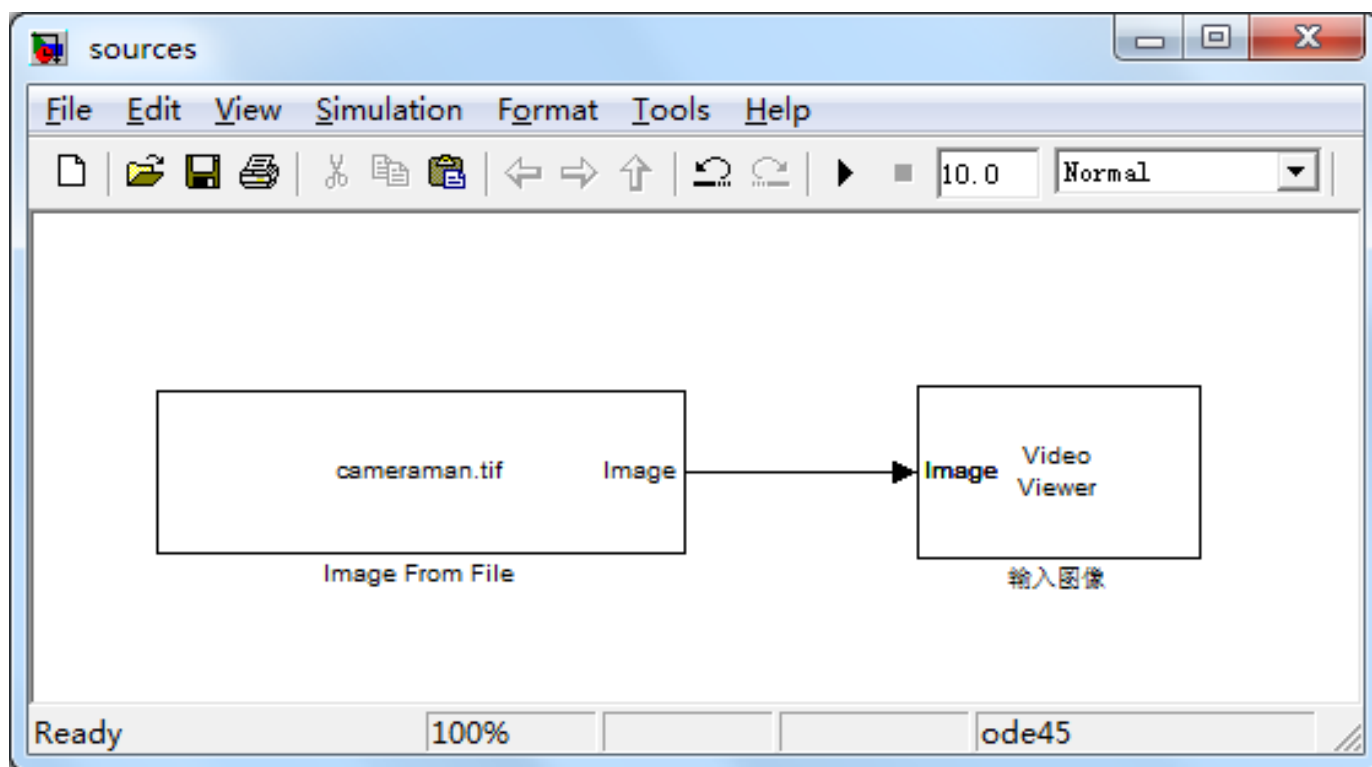 sources
File Edit View Simulation Format Tools Help
10.0 Normal
cameraman.tif Image Image Video
Viewer
Image From File 输入图像
Ready 100% ode45